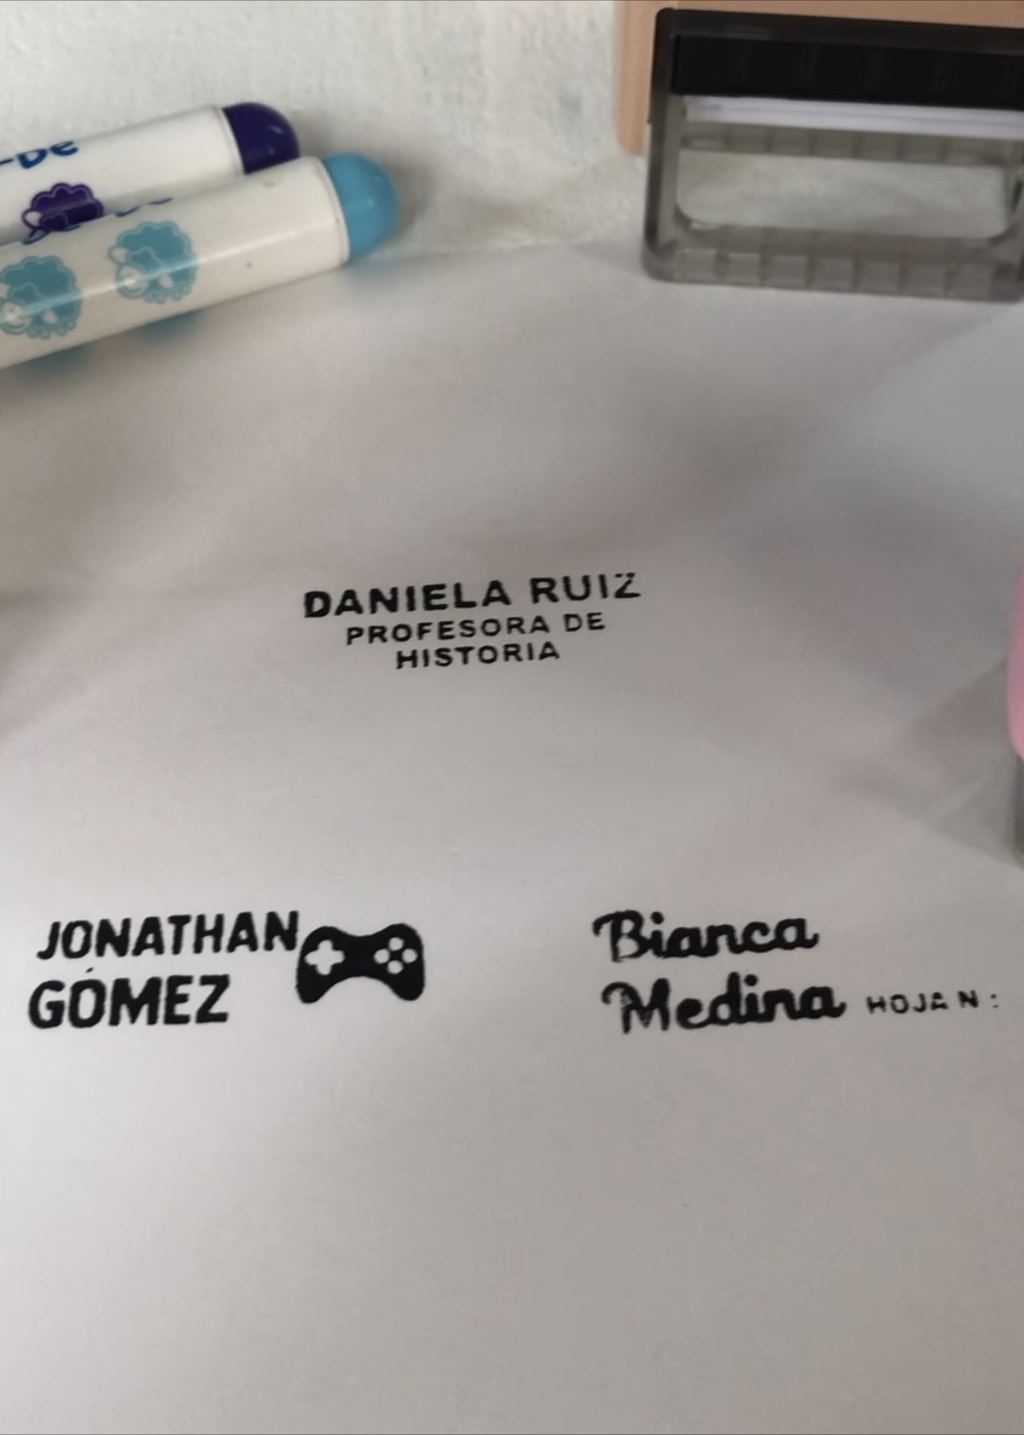 DANIELA RUIZ
PROFESORA DE
HISTORIA
JONATHAN
GÓMEZ
Bianca
Medina HOJA N :